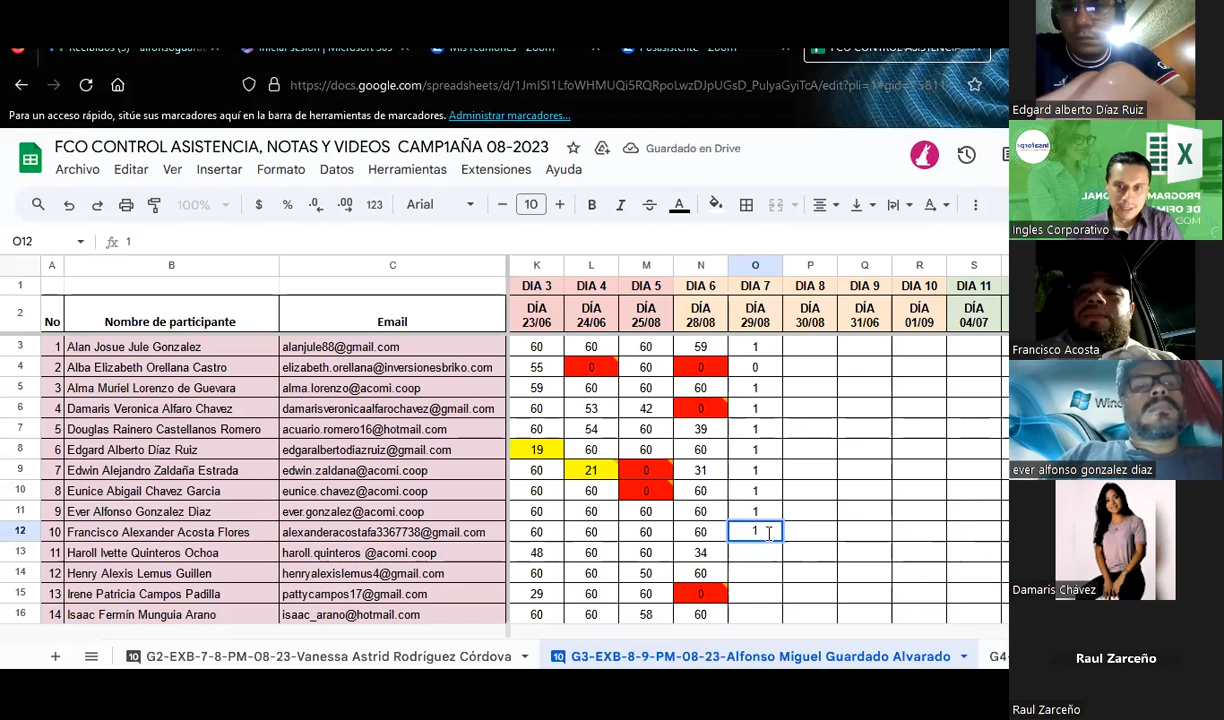 Iniciar sesión | Microsoft 365
Mis reuniones - Zoom
Posasistente - Zoom
FCO CONTROL ASISTENCIA
https://docs.google.com/spreadsheets/d/
Para un acceso rápido, sitúe sus marcadores aquí en la barra de herramientas de marcadores. Administrar marcadores...
FCO CONTROL ASISTENCIA, NOTAS Y VIDEOS CAMP1AÑA 08-2023
Guardado en Drive
Archivo Editar Ver Insertar Formato Datos Herramientas Extensiones Ayuda
100% $ % .0 .00 123 Arial 10 B I S A
O12 fx 1
A B C K L M N O P Q R S
1 DIA 3 DIA 4 DIA 5 DIA 6 DIA 7 DIA 8 DIA 9 DIA 10 DIA 11
2 No Nombre de participante Email DÍA 23/06 DÍA 24/06 DÍA 25/08 DÍA 28/08 DÍA 29/08 DÍA 30/08 DÍA 31/06 DÍA 01/09 DÍA 04/07
3 1 Alan Josue Jule Gonzalez alanjule88@gmail.com 60 60 60 59 1
4 2 Alba Elizabeth Orellana Castro elizabeth.orellana@inversionesbriko.com 55 0 60 0 0
5 3 Alma Muriel Lorenzo de Guevara alma.lorenzo@acomi.coop 59 60 60 60 1
6 4 Damaris Veronica Alfaro Chavez damarisveronicaalfarochavez@gmail.com 60 53 42 0 1
7 5 Douglas Rainero Castellanos Romero acuario.romero16@hotmail.com 60 54 60 39 1
8 6 Edgard Alberto Díaz Ruiz edgaralbertodiazruiz@gmail.com 19 60 60 60 1
9 7 Edwin Alejandro Zaldaña Estrada edwin.zaldana@acomi.coop 60 21 0 31 1
10 8 Eunice Abigail Chavez Garcia eunice.chavez@acomi.coop 60 60 0 60 1
11 9 Ever Alfonso Gonzalez Diaz ever.gonzalez@acomi.coop 60 60 60 60 1
12 10 Francisco Alexander Acosta Flores alexanderacostafa3367738@gmail.com 60 60 60 60 1
13 11 Haroll Ivette Quinteros Ochoa haroll.quinteros @acomi.coop 48 60 60 34
14 12 Henry Alexis Lemus Guillen henryalexislemus4@gmail.com 60 60 50 60
15 13 Irene Patricia Campos Padilla pattycampos17@gmail.com 29 60 60 0
16 14 Isaac Fermín Munguia Arano isaac_arano@hotmail.com 60 60 58 60
10 G2-EXB-7-8-PM-08-23-Vanessa Astrid Rodríguez Córdova 10 G3-EXB-8-9-PM-08-23-Alfonso Miguel Guardado Alvarado G4
Edgard alberto Díaz Ruiz
Ingles Corporativo
Francisco Acosta
ever alfonso gonzalez diaz
Damaris Chávez
Raul Zarceño
Raul Zarceño